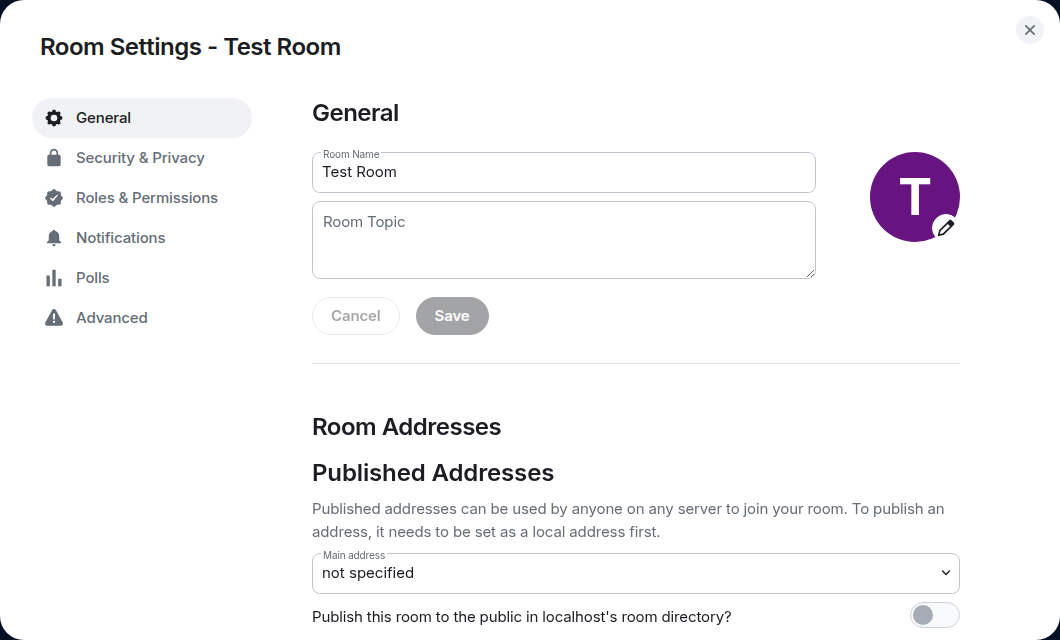 Room Settings - Test Room
General
Security & Privacy
Roles & Permissions
Notifications
Polls
Advanced
General
Room Name
Test Room
T
Room Topic
Cancel
Save
Room Addresses
Published Addresses
Published addresses can be used by anyone on any server to join your room. To publish an
address, it needs to be set as a local address first.
Main address
not specified
Publish this room to the public in localhost's room directory?